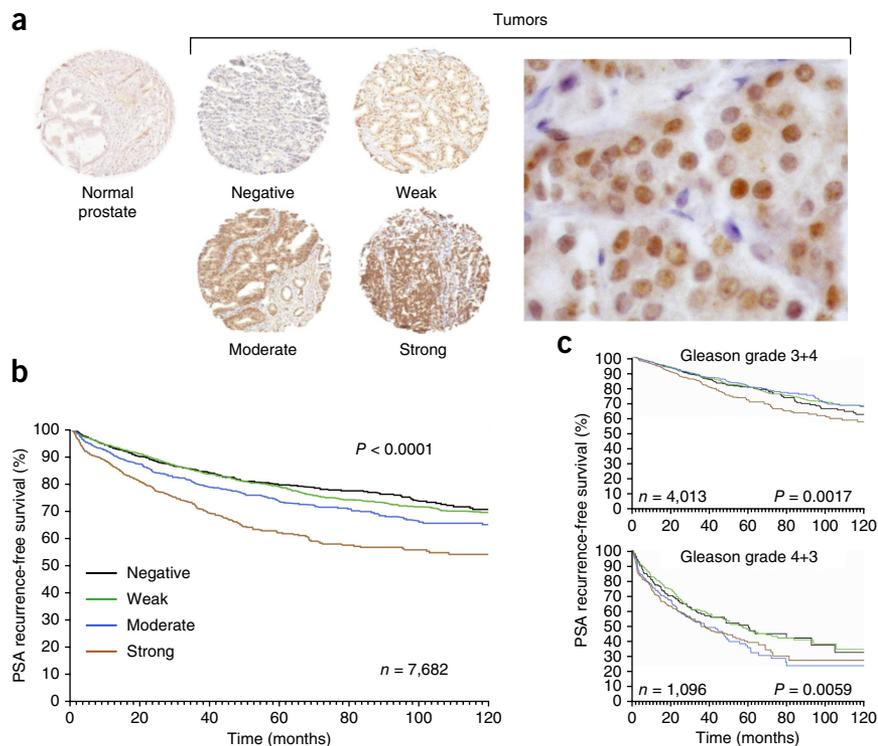 a
Tumors
Normal
prostate
Negative
Weak
Moderate
Strong
b
PSA recurrence-free survival (%)
100
90
80
70
60
50
40
30
20
10
0
P < 0.0001
Negative
Weak
Moderate
Strong
n = 7,682
0 20 40 60 80 100 120
Time (months)
c
PSA recurrence-free survival (%)
Gleason grade 3+4
100
90
80
70
60
50
40
30
20
10
0
n = 4,013 P = 0.0017
0 20 40 60 80 100 120
Gleason grade 4+3
100
90
80
70
60
50
40
30
20
10
0
n = 1,096 P = 0.0059
0 20 40 60 80 100 120
Time (months)